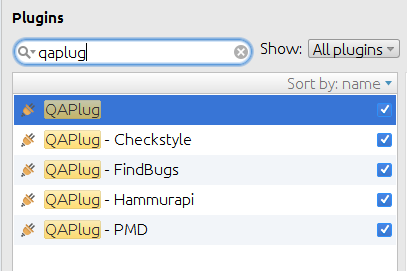 Plugins
qaplug Show: All plugins
Sort by: name
QAPlug
QAPlug - Checkstyle
QAPlug - FindBugs
QAPlug - Hammurapi
QAPlug - PMD